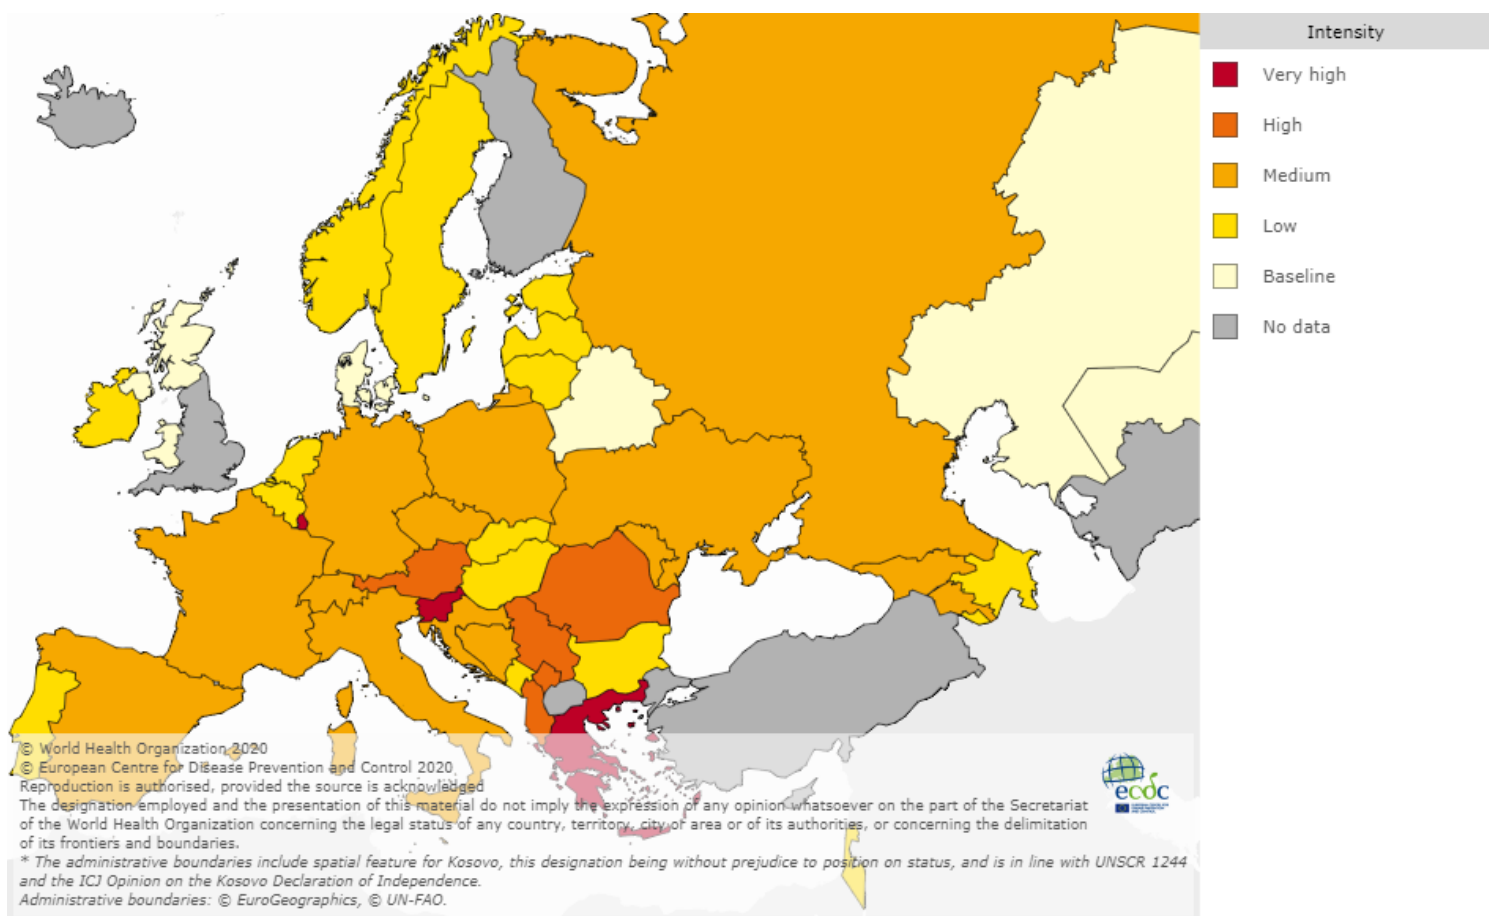 Intensity
Very high
High
Medium
Low
Baseline
No data
© World Health Organization 2020
© European Centre for Disease Prevention and Control 2020
Reproduction is authorised, provided the source is acknowledged
The designation employed and the presentation of this material do not imply the expression of any opinion whatsoever on the part of the Secretariat
of the World Health Organization concerning the legal status of any country, territory, city or area or of its authorities, or concerning the delimitation
of its frontiers and boundaries.
* The administrative boundaries include spatial feature for Kosovo, this designation being without prejudice to position on status, and is in line with UNSCR 1244
and the ICJ Opinion on the Kosovo Declaration of Independence.
Administrative boundaries: © EuroGeographics, © UN-FAO.
ecdc